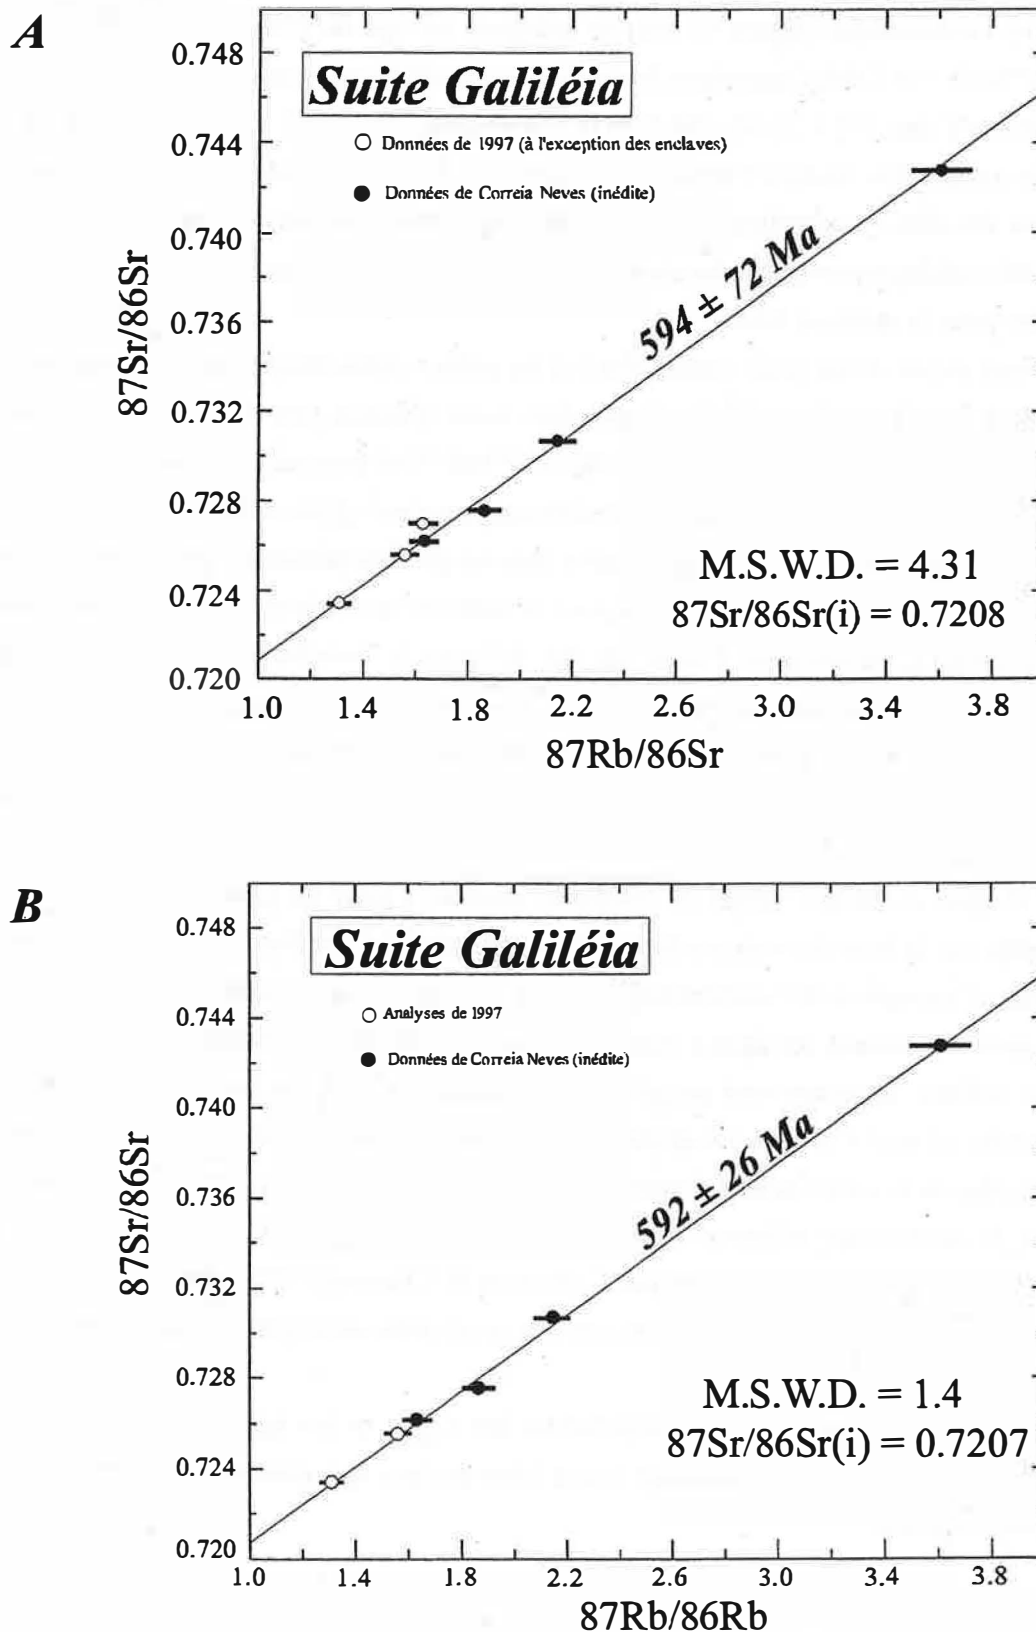 A
Suite Galiléia
Données de 1997 (à l'exception des enclaves)
Données de Correia Neves (inédite)
594 ± 72 Ma
M.S.W.D. = 4.31
87Sr/86Sr(i) = 0.7208
87Sr/86Sr
0.748
0.744
0.740
0.736
0.732
0.728
0.724
0.720
1.0 1.4 1.8 2.2 2.6 3.0 3.4 3.8
87Rb/86Sr
B
Suite Galiléia
Analyses de 1997
Données de Correia Neves (inédite)
592 ± 26 Ma
M.S.W.D. = 1.4
87Sr/86Sr(i) = 0.7207
87Sr/86Sr
0.748
0.744
0.740
0.736
0.732
0.728
0.724
0.720
1.0 1.4 1.8 2.2 2.6 3.0 3.4 3.8
87Rb/86Rb